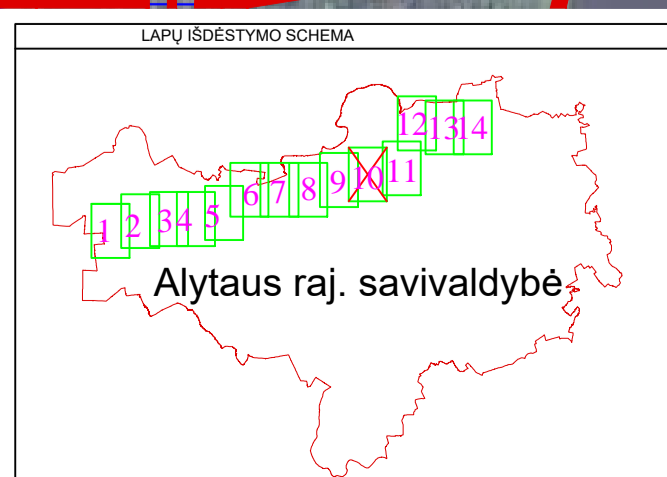 LAPŲ IŠDĖSTYMO SCHEMA
12 13 14
1 2 3 4 5 6 7 8 9 10 11
Alytaus raj. savivaldybė